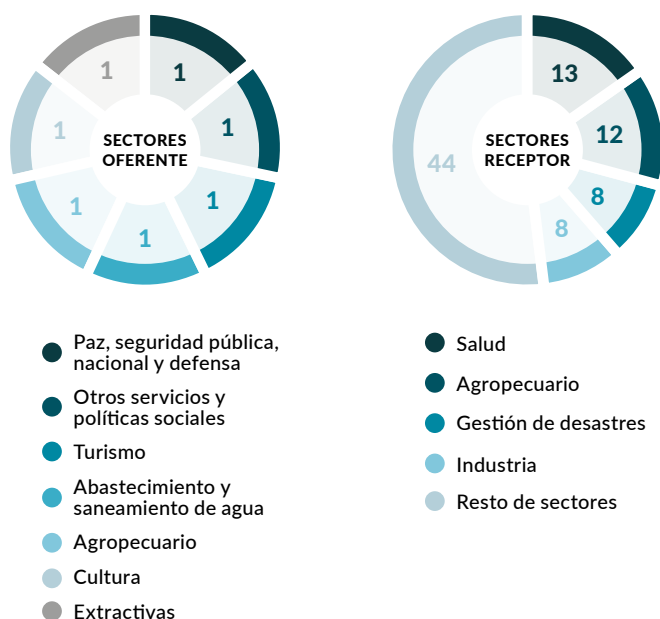 1
1
1
1
1
1
1
SECTORES
OFERENTE
13
12
8
8
44
SECTORES
RECEPTOR
Paz, seguridad pública,
nacional y defensa
Otros servicios y
políticas sociales
Turismo
Abastecimiento y
saneamiento de agua
Agropecuario
Cultura
Extractivas
Salud
Agropecuario
Gestión de desastres
Industria
Resto de sectores